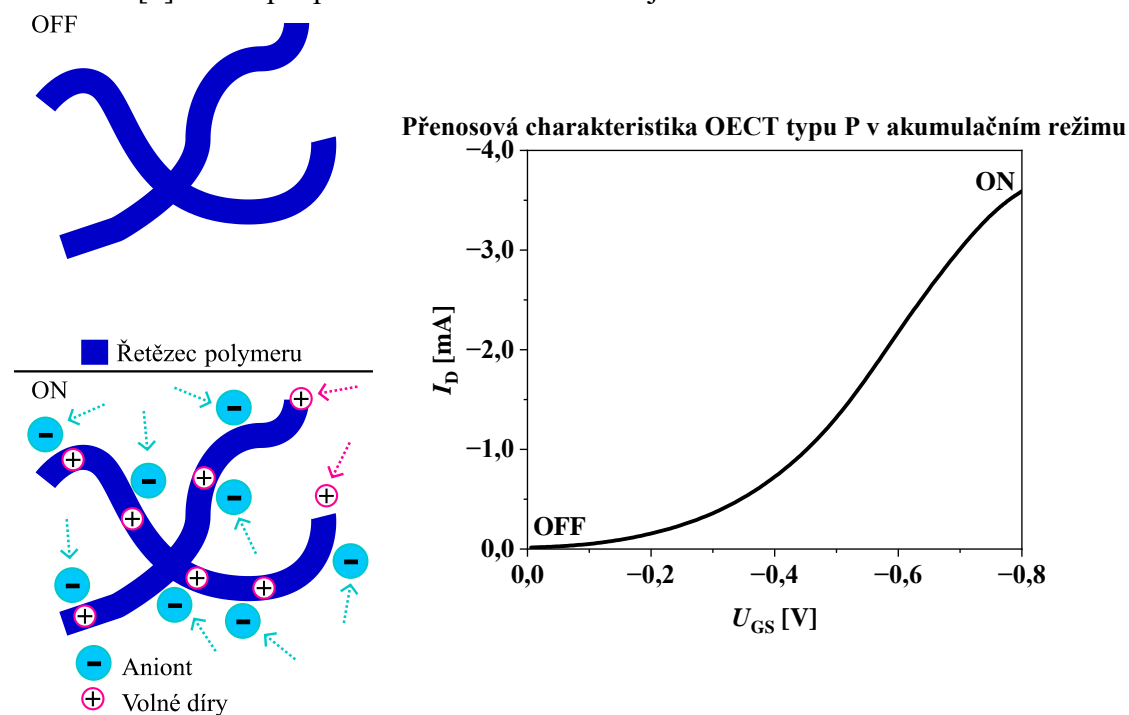 OFF
Řetězec polymeru
ON
Aniont
Volné díry
Přenosová charakteristika OECT typu P v akumulačním režimu
−4,0
−3,0
−2,0
−1,0
0,0
I_D [mA]
ON
OFF
0,0 −0,2 −0,4 −0,6 −0,8
U_GS [V]